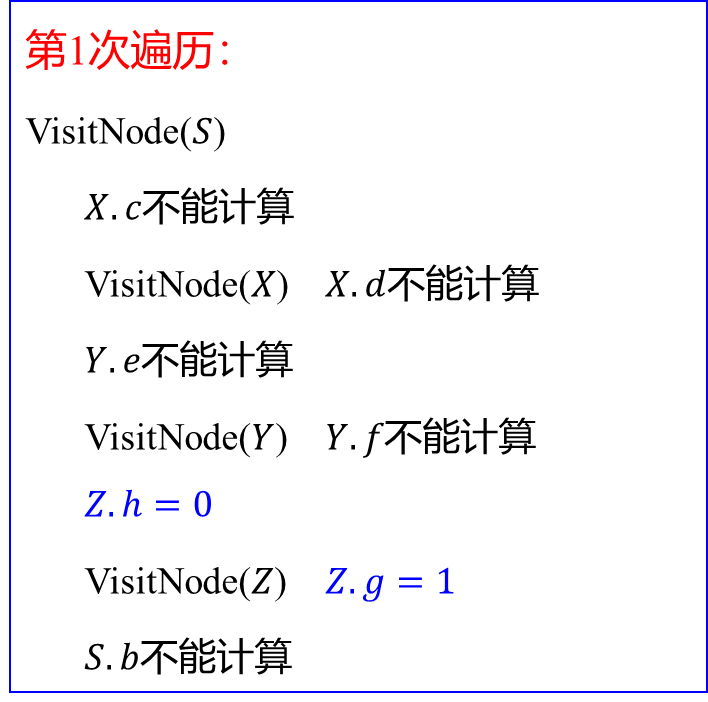 第1次遍历：
VisitNode(S)
X.c不能计算
VisitNode(X) X.d不能计算
Y.e不能计算
VisitNode(Y) Y.f不能计算
Z.h = 0
VisitNode(Z) Z.g = 1
S.b不能计算